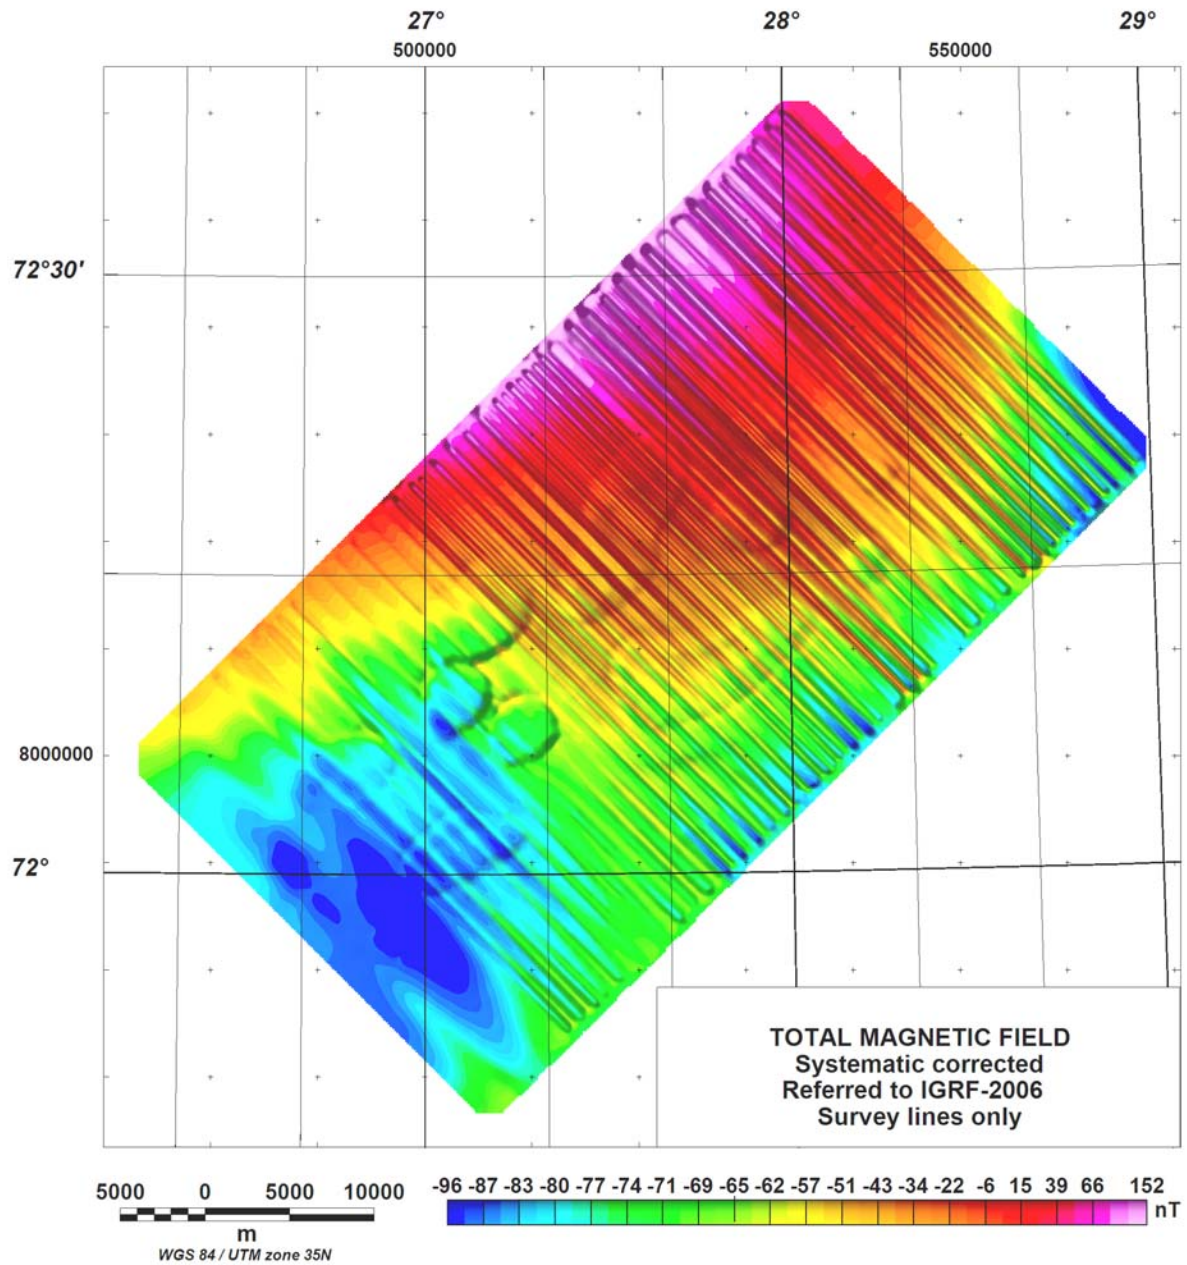 27° 28° 29°
500000 550000
72°30'
8000000
72°
TOTAL MAGNETIC FIELD
Systematic corrected
Referred to IGRF-2006
Survey lines only
5000 0 5000 10000
m
WGS 84 / UTM zone 35N
-96 -87 -83 -80 -77 -74 -71 -69 -65 -62 -57 -51 -43 -34 -22 -6 15 39 66 152
nT